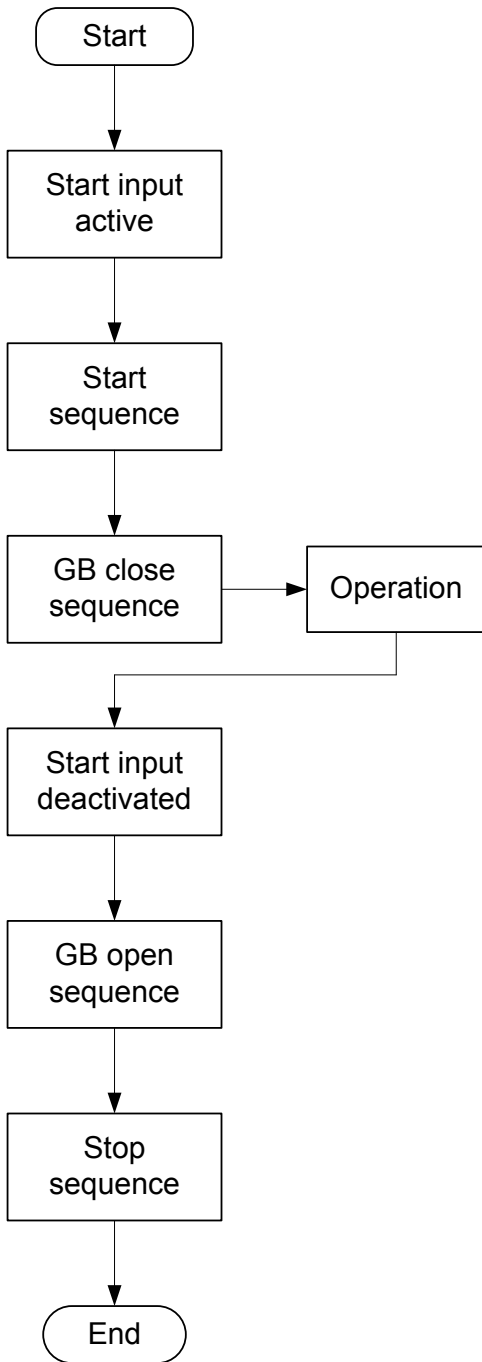 Start
Start input
active
Start
sequence
GB close
sequence
Operation
Start input
deactivated
GB open
sequence
Stop
sequence
End